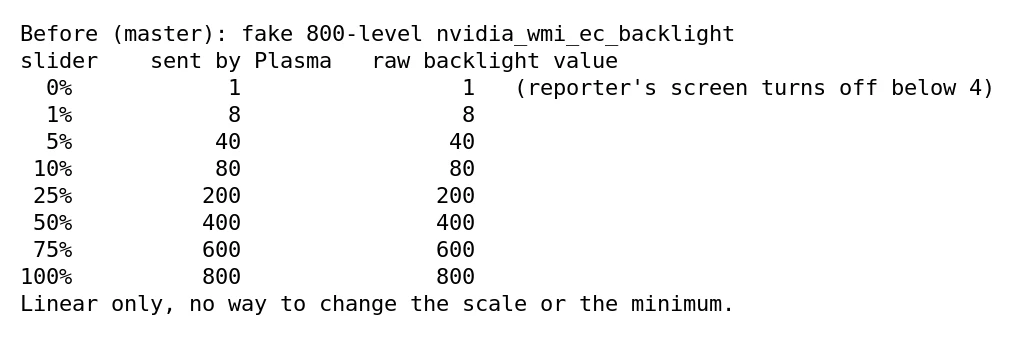 Before (master): fake 800-level nvidia_wmi_ec_backlight
slider    sent by Plasma   raw backlight value
  0%            1                 1   (reporter's screen turns off below 4)
  1%            8                 8
  5%           40                40
 10%           80                80
 25%          200               200
 50%          400               400
 75%          600               600
100%          800               800
Linear only, no way to change the scale or the minimum.